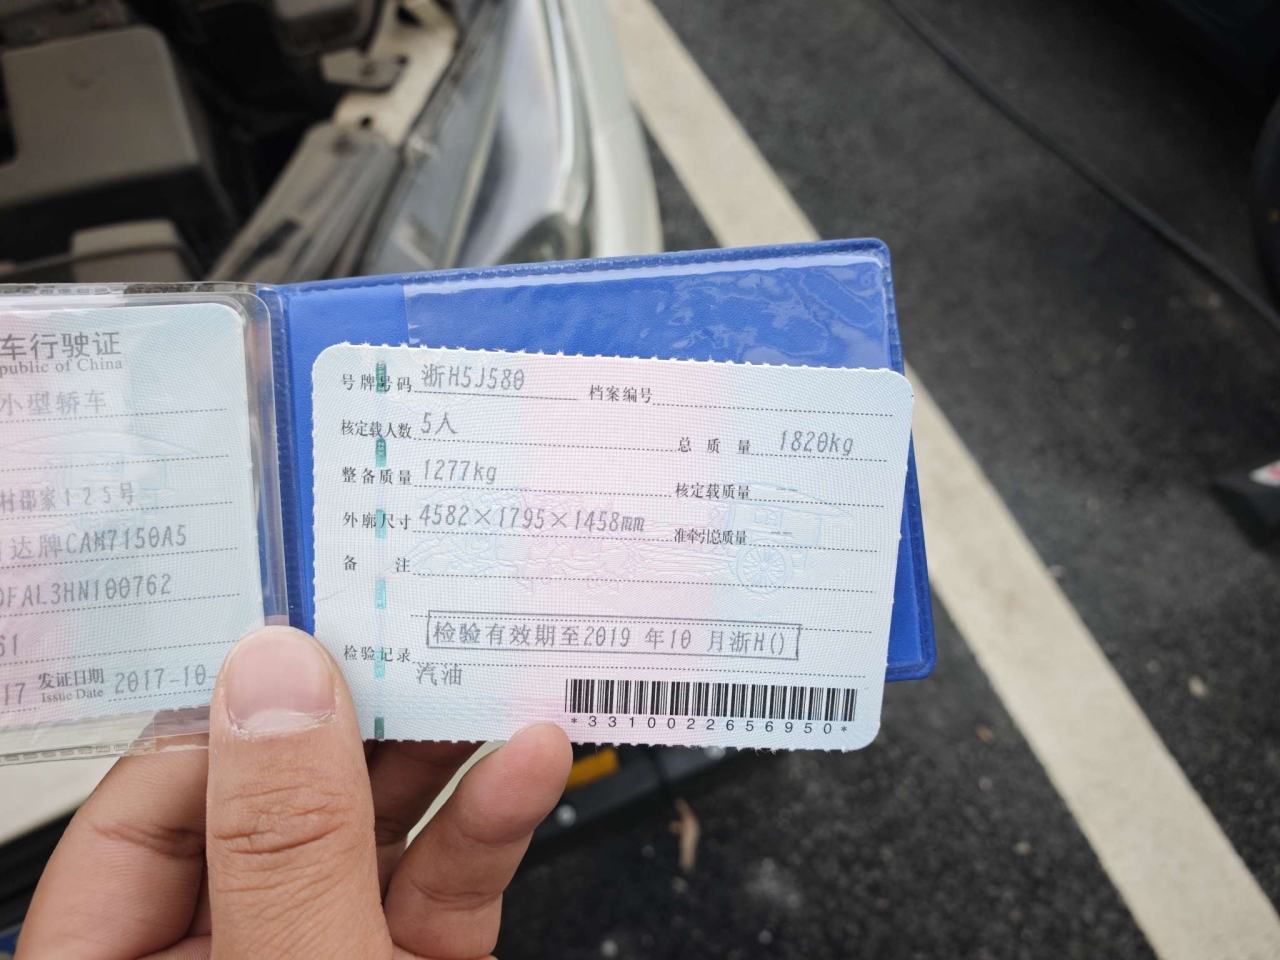 车行驶证
public of China
小型轿车
村邵家125号
达牌CAM7150A5
DFAL3HN100762
61
17 发证日期 Issue Date 2017-10-
号牌号码 浙H5J580 档案编号
核定载人数 5人 总质量 1820kg
整备质量 1277kg 核定载质量 --
外廓尺寸 4582×1795×1458mm 准牵引总质量 --
备注
检验有效期至2019 年10 月浙H()
检验记录
汽油
*3310022656950*